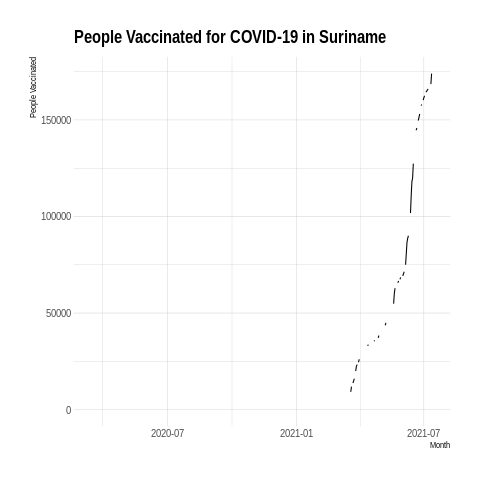 People Vaccinated for COVID-19 in Suriname
People Vaccinated
150000
100000
50000
0
2020-07
2021-01
2021-07
Month